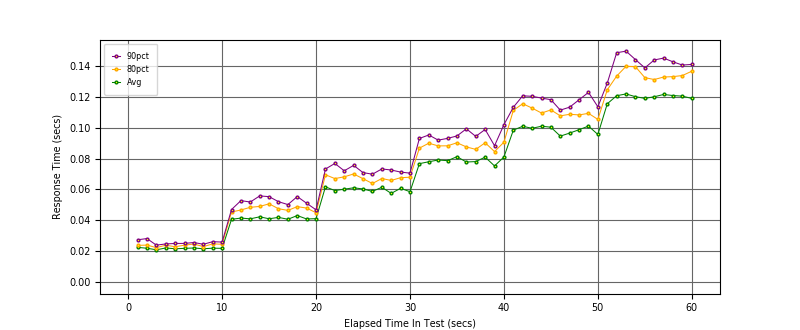 90pct
80pct
Avg
0.14
0.12
0.10
0.08
0.06
0.04
0.02
0.00
Response Time (secs)
0 10 20 30 40 50 60
Elapsed Time In Test (secs)